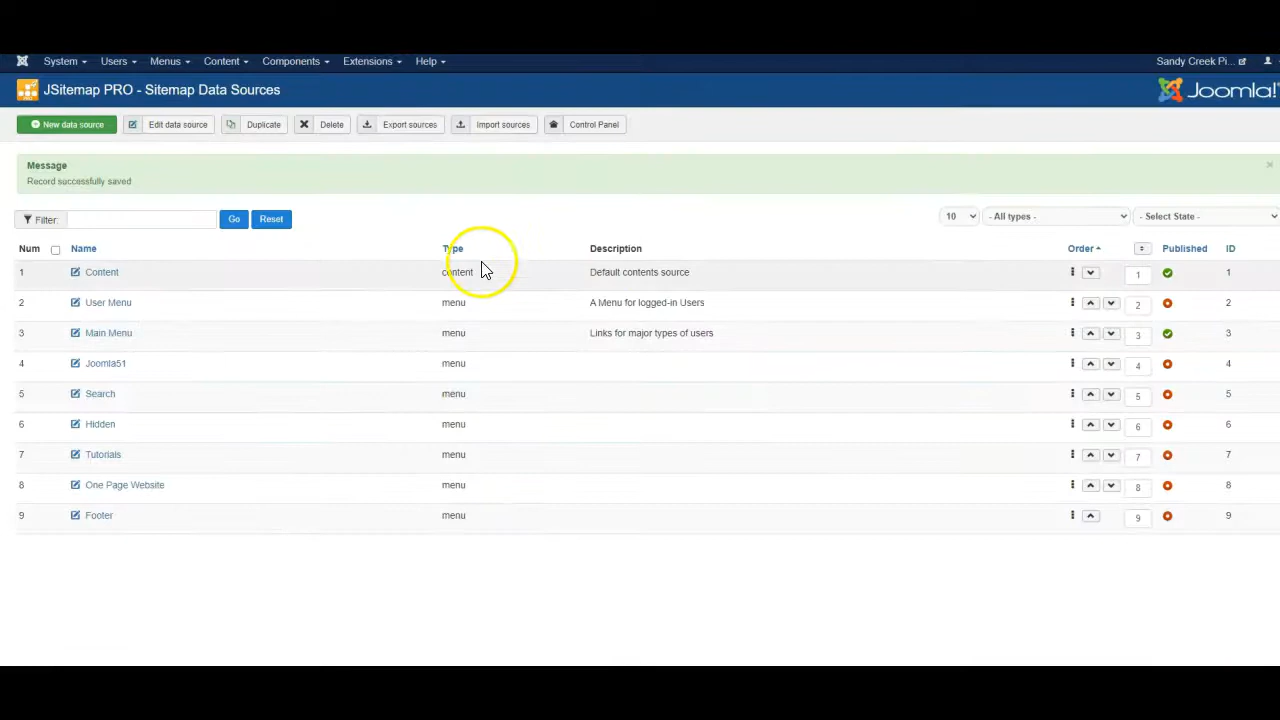 System Users Menus Content Components Extensions Help Sandy Creek Pi...
JSitemap PRO - Sitemap Data Sources Joomla!
New data source Edit data source Duplicate Delete Export sources Import sources Control Panel
Message
Record successfully saved
Filter: Go Reset 10 - All types - - Select State -
Num Name Type Description Order Published ID
1 Content content Default contents source 1 1
2 User Menu menu A Menu for logged-in Users 2 2
3 Main Menu menu Links for major types of users 3 3
4 Joomla51 menu 4 4
5 Search menu 5 5
6 Hidden menu 6 6
7 Tutorials menu 7 7
8 One Page Website menu 8 8
9 Footer menu 9 9